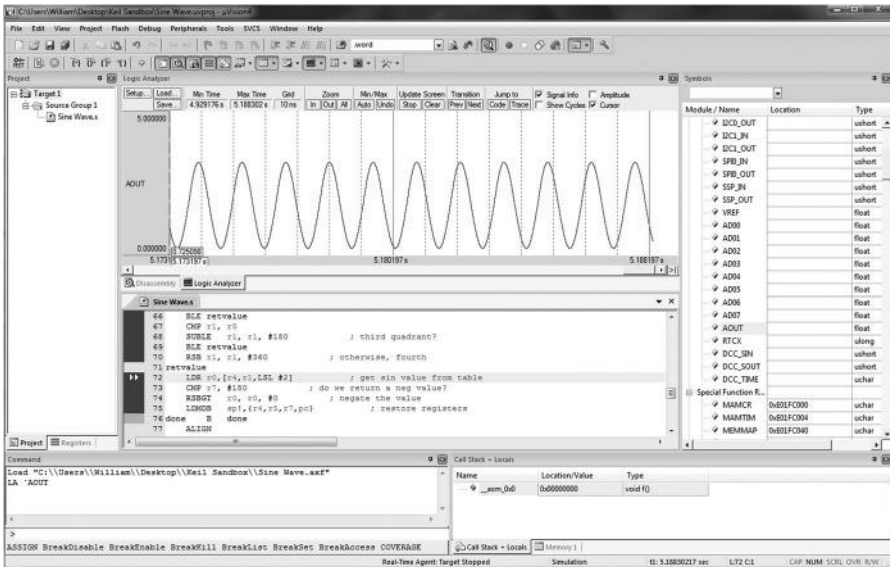 C:\Users\William\Desktop\Keil Sandbox\Sine Wave.uvproj - µVision4
File Edit View Project Flash Debug Peripherals Tools SVCS Window Help
.word
Project
Target 1
Source Group 1
Sine Wave.s
Project Registers
Logic Analyzer
Setup... Load... Min Time Max Time Grid Zoom Min/Max Update Screen Transition Jump to Signal Info Amplitude
Save 4.929176 s 5.188302 s 10 ns In Out All Auto Undo Stop Clear Prev Next Code Trace Show Cycles Cursor
5.000000
AOUT
0.000000
0.725050
5.173197 s
5.180197 s
5.188197 s
Disassembly Logic Analyzer
Sine Wave.s
66 BLE retvalue
67 CMP r1, r6
68 SUBLE r1, r1, #180 ; third quadrant?
69 BLE retvalue
70 RSB r1, r1, #360 ; otherwise, fourth
71 retvalue
72 LDR r0,[r4,r1,LSL #2] ; get sin value from table
73 CMP r7, #180 ; do we return a neg value?
74 RSBGT r0, r0, #0 ; negate the value
75 LDMDB sp!,{r4,r5,r7,pc} ; restore registers
76 done B done
77 ALIGN
Symbols
Module / Name Location Type
I2C0_OUT ushort
I2C1_IN ushort
I2C1_OUT ushort
SPI0_IN ushort
SPI0_OUT ushort
SSP_IN ushort
SSP_OUT ushort
VREF float
AD00 float
AD01 float
AD02 float
AD03 float
AD04 float
AD05 float
AD06 float
AD07 float
AOUT float
RTCX ulong
DCC_SIN ushort
DCC_SOUT ushort
DCC_TIME uchar
Special Function R...
MAMCR 0xE01FC000 uchar
MAMTIM 0xE01FC004 uchar
MEMMAP 0xE01FC040 uchar
Command
Load "C:\\Users\\William\\Desktop\\Keil Sandbox\\Sine Wave.axf"
LA `AOUT
>
ASSIGN BreakDisable BreakEnable BreakKill BreakList BreakSet BreakAccess COVERAGE
Call Stack + Locals
Name Location/Value Type
__asm_0x0 0x00000000 void f()
Call Stack + Locals Memory 1
Real-Time Agent: Target Stopped Simulation t1: 5.18830217 sec L:72 C:1 CAP NUM SCRL OVR R/W